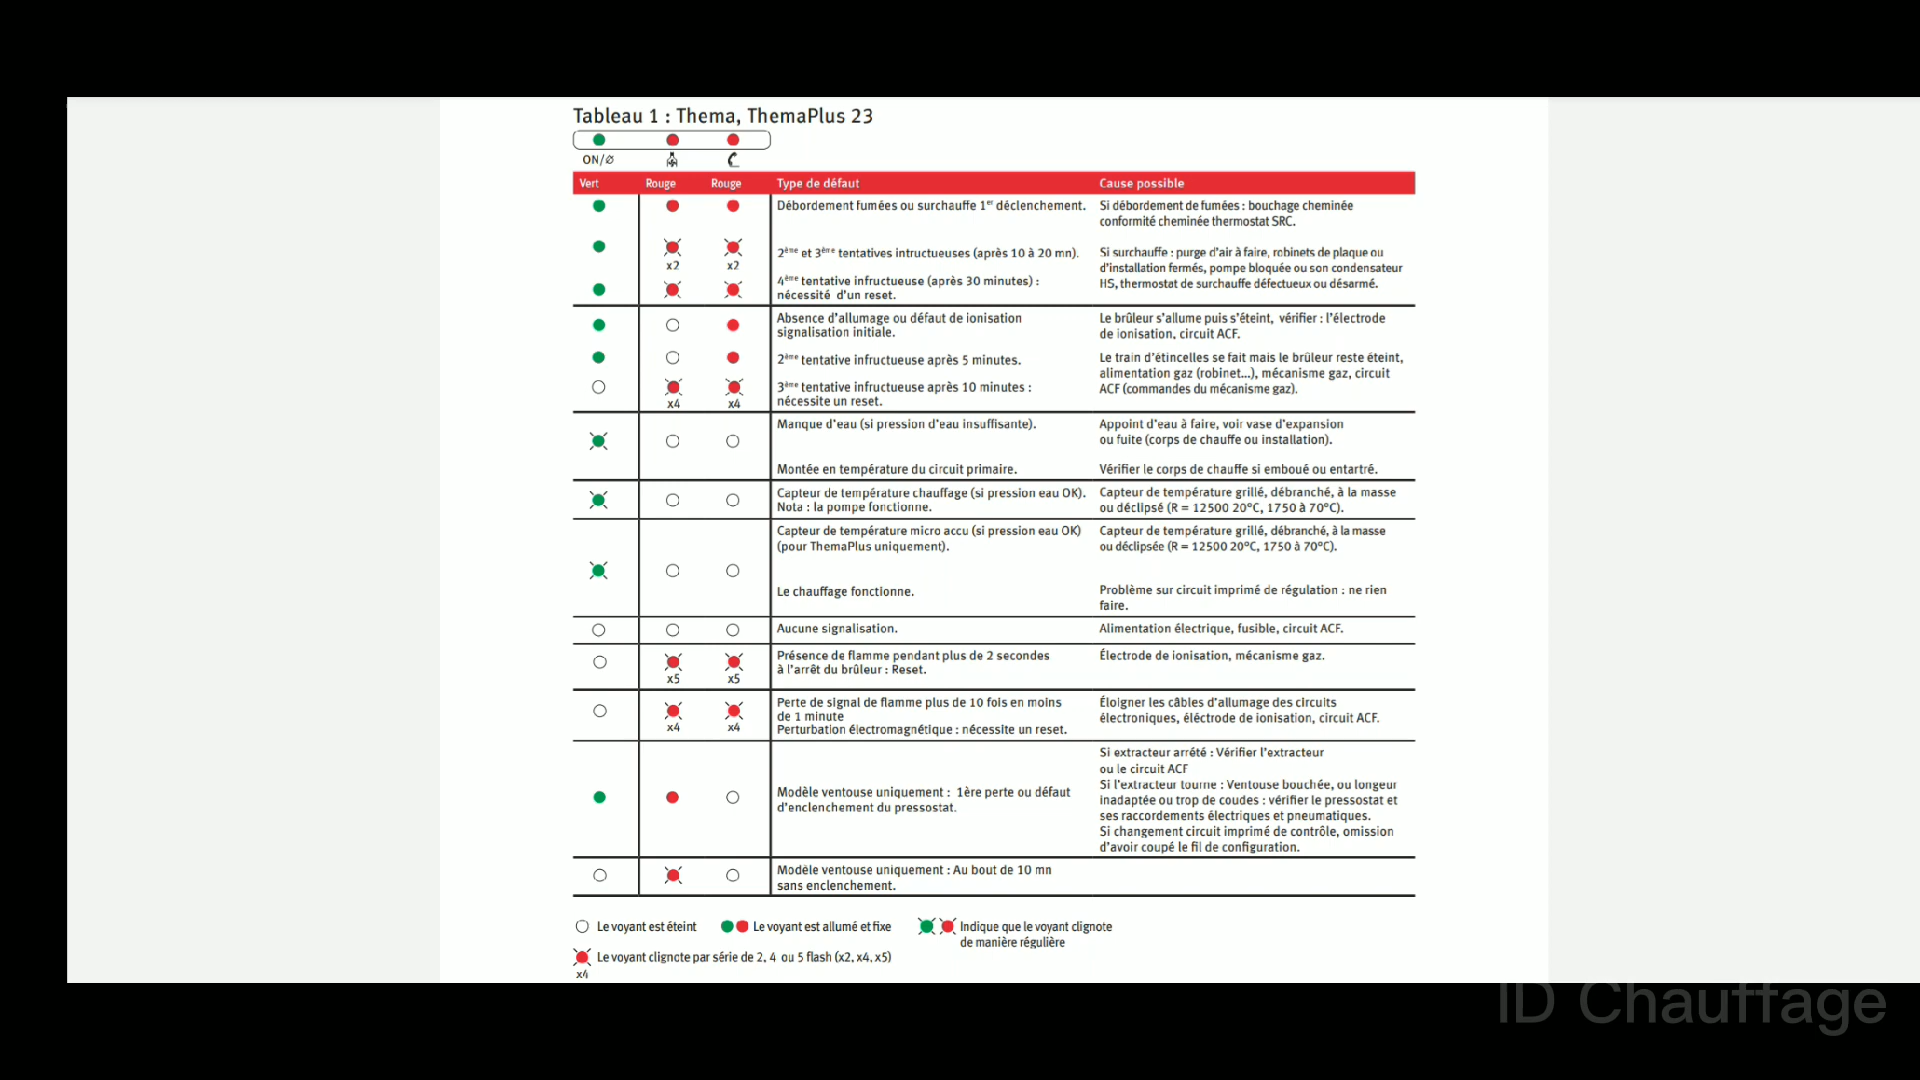 Tableau 1 : Thema, ThemaPlus 23
ON/∅
Vert Rouge Rouge Type de défaut Cause possible
Débordement fumées ou surchauffe 1er déclenchement.
Si débordement de fumées : bouchage cheminée
conformité cheminée thermostat SRC.
x2 x2
2ème et 3ème tentatives intructueuses (après 10 à 20 mn).
4ème tentative infructueuse (après 30 minutes) :
nécessité d'un reset.
Si surchauffe : purge d'air à faire, robinets de plaque ou
d'installation fermés, pompe bloquée ou son condensateur
HS, thermostat de surchauffe défectueux ou désarmé.
Absence d'allumage ou défaut de ionisation
signalisation initiale.
Le brûleur s'allume puis s'éteint, vérifier : l'électrode
de ionisation, circuit ACF.
2ème tentative infructueuse après 5 minutes.
x4 x4
3ème tentative infructueuse après 10 minutes :
nécessite un reset.
Le train d'étincelles se fait mais le brûleur reste éteint,
alimentation gaz (robinet...), mécanisme gaz, circuit
ACF (commandes du mécanisme gaz).
Manque d'eau (si pression d'eau insuffisante).
Appoint d'eau à faire, voir vase d'expansion
ou fuite (corps de chauffe ou installation).
Montée en température du circuit primaire.
Vérifier le corps de chauffe si emboué ou entartré.
Capteur de température chauffage (si pression eau OK).
Nota : la pompe fonctionne.
Capteur de température grillé, débranché, à la masse
ou déclipsé (R = 12500 20°C, 1750 à 70°C).
Capteur de température micro accu (si pression eau OK)
(pour ThemaPlus uniquement).
Capteur de température grillé, débranché, à la masse
ou déclipsée (R = 12500 20°C, 1750 à 70°C).
Le chauffage fonctionne.
Problème sur circuit imprimé de régulation : ne rien
faire.
Aucune signalisation.
Alimentation électrique, fusible, circuit ACF.
x5 x5
Présence de flamme pendant plus de 2 secondes
à l'arrêt du brûleur : Reset.
Électrode de ionisation, mécanisme gaz.
x4 x4
Perte de signal de flamme plus de 10 fois en moins
de 1 minute
Perturbation électromagnétique : nécessite un reset.
Éloigner les câbles d'allumage des circuits
électroniques, éléctrode de ionisation, circuit ACF.
Modèle ventouse uniquement : 1ère perte ou défaut
d'enclenchement du pressostat.
Si extracteur arrété : Vérifier l'extracteur
ou le circuit ACF
Si l'extracteur tourne : Ventouse bouchée, ou longeur
inadaptée ou trop de coudes : vérifier le pressostat et
ses raccordements électriques et pneumatiques.
Si changement circuit imprimé de contrôle, omission
d'avoir coupé le fil de configuration.
Modèle ventouse uniquement : Au bout de 10 mn
sans enclenchement.
Le voyant est éteint
Le voyant est allumé et fixe
Indique que le voyant clignote
de manière régulière
Le voyant clignote par série de 2, 4 ou 5 flash (x2, x4, x5)
x4
ID Chauffage